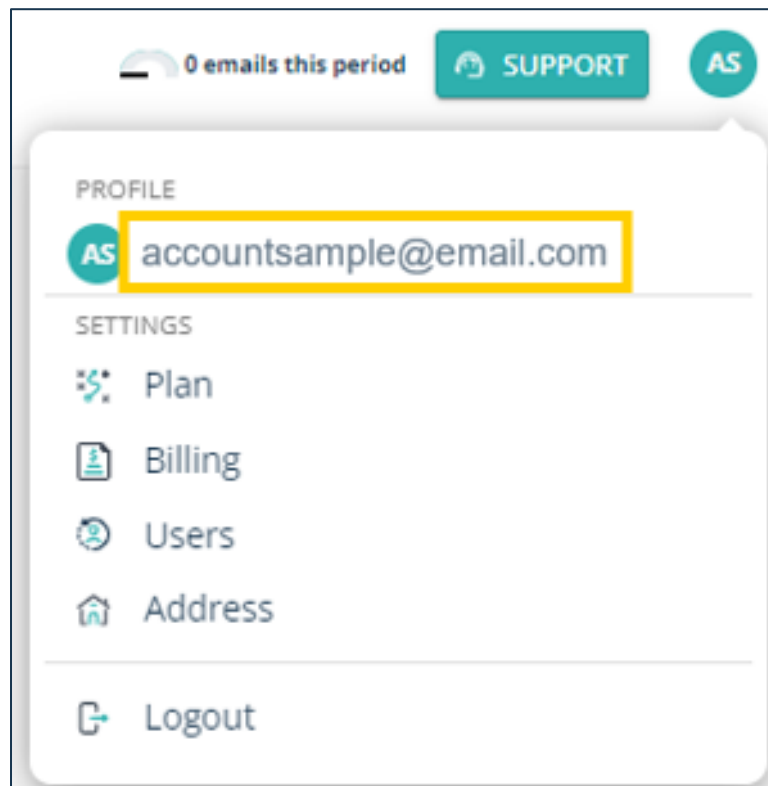 0 emails this period SUPPORT AS
PROFILE
AS accountsample@email.com
SETTINGS
Plan
Billing
Users
Address
Logout